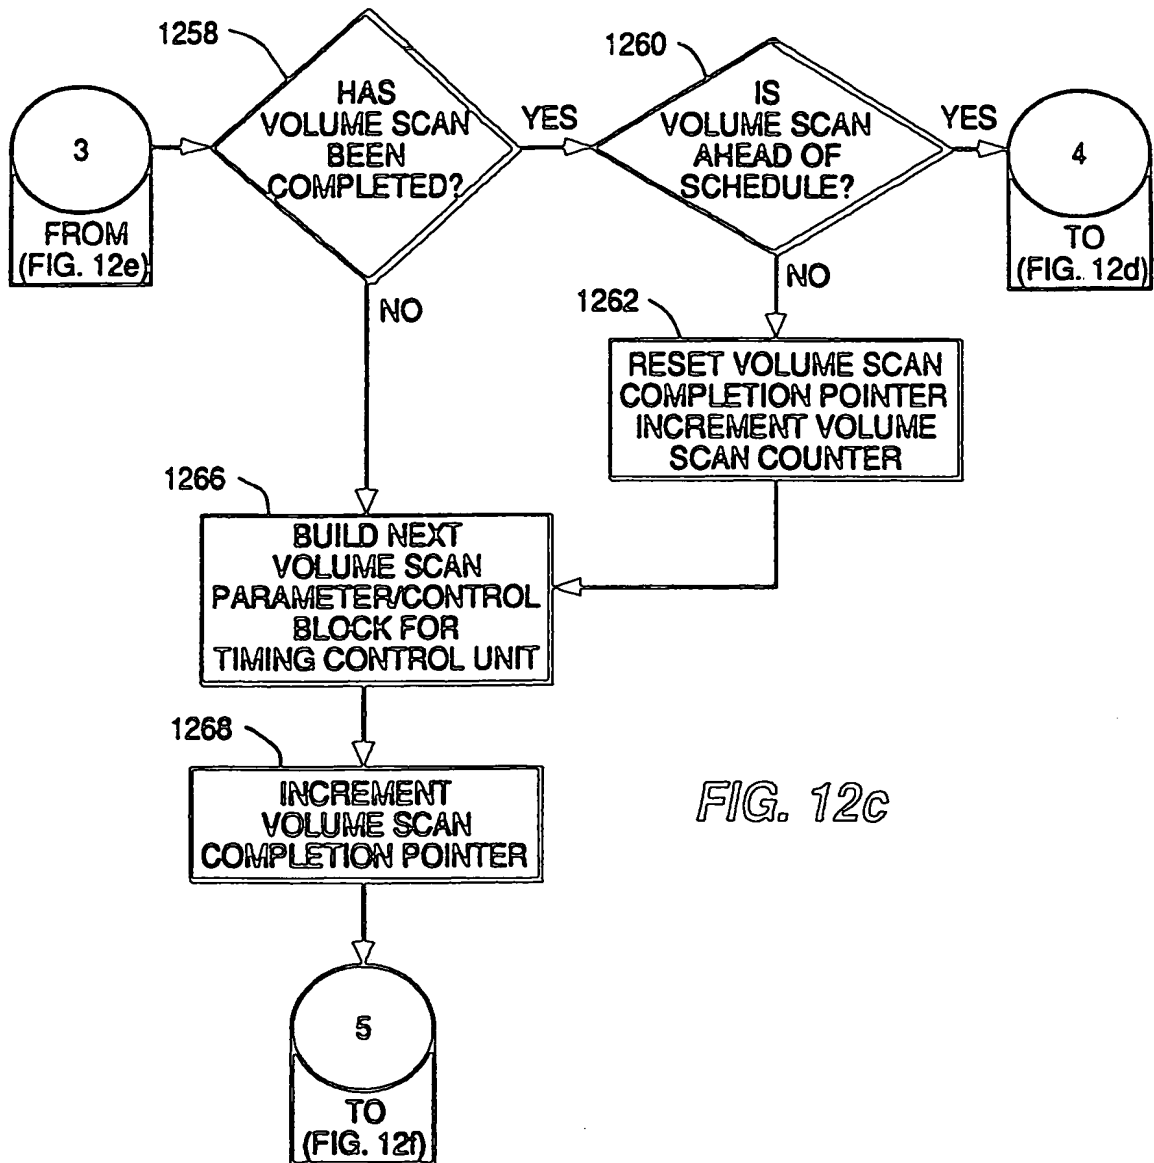 1258
1260
3
FROM
(FIG. 12e)
HAS
VOLUME SCAN
BEEN
COMPLETED?
YES
NO
IS
VOLUME SCAN
AHEAD OF
SCHEDULE?
YES
NO
4
TO
(FIG. 12d)
1262
RESET VOLUME SCAN
COMPLETION POINTER
INCREMENT VOLUME
SCAN COUNTER
1266
BUILD NEXT
VOLUME SCAN
PARAMETER/CONTROL
BLOCK FOR
TIMING CONTROL UNIT
1268
INCREMENT
VOLUME SCAN
COMPLETION POINTER
FIG. 12c
5
TO
(FIG. 12f)